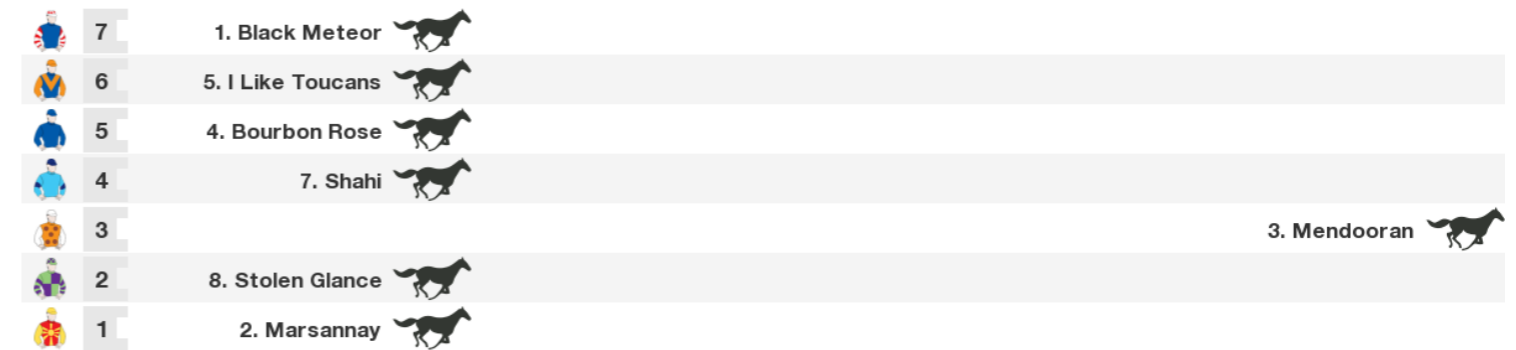 7 1. Black Meteor
6 5. I Like Toucans
5 4. Bourbon Rose
4 7. Shahi
3 3. Mendooran
2 8. Stolen Glance
1 2. Marsannay